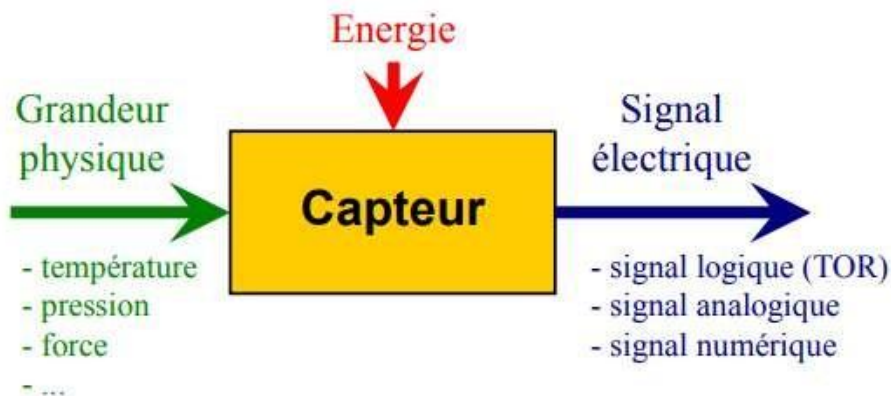 Energie
Grandeur
physique
Capteur
Signal
électrique
- température
- pression
- force
- ...
- signal logique (TOR)
- signal analogique
- signal numérique